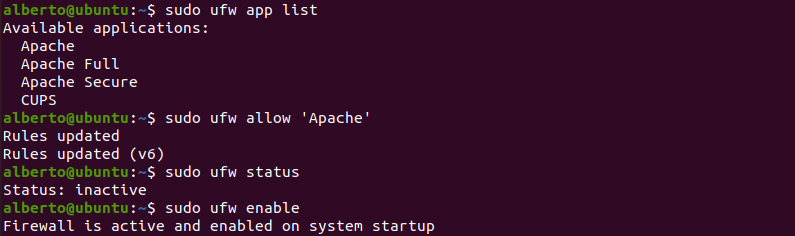 alberto@ubuntu:~$ sudo ufw app list
Available applications:
  Apache
  Apache Full
  Apache Secure
  CUPS
alberto@ubuntu:~$ sudo ufw allow 'Apache'
Rules updated
Rules updated (v6)
alberto@ubuntu:~$ sudo ufw status
Status: inactive
alberto@ubuntu:~$ sudo ufw enable
Firewall is active and enabled on system startup